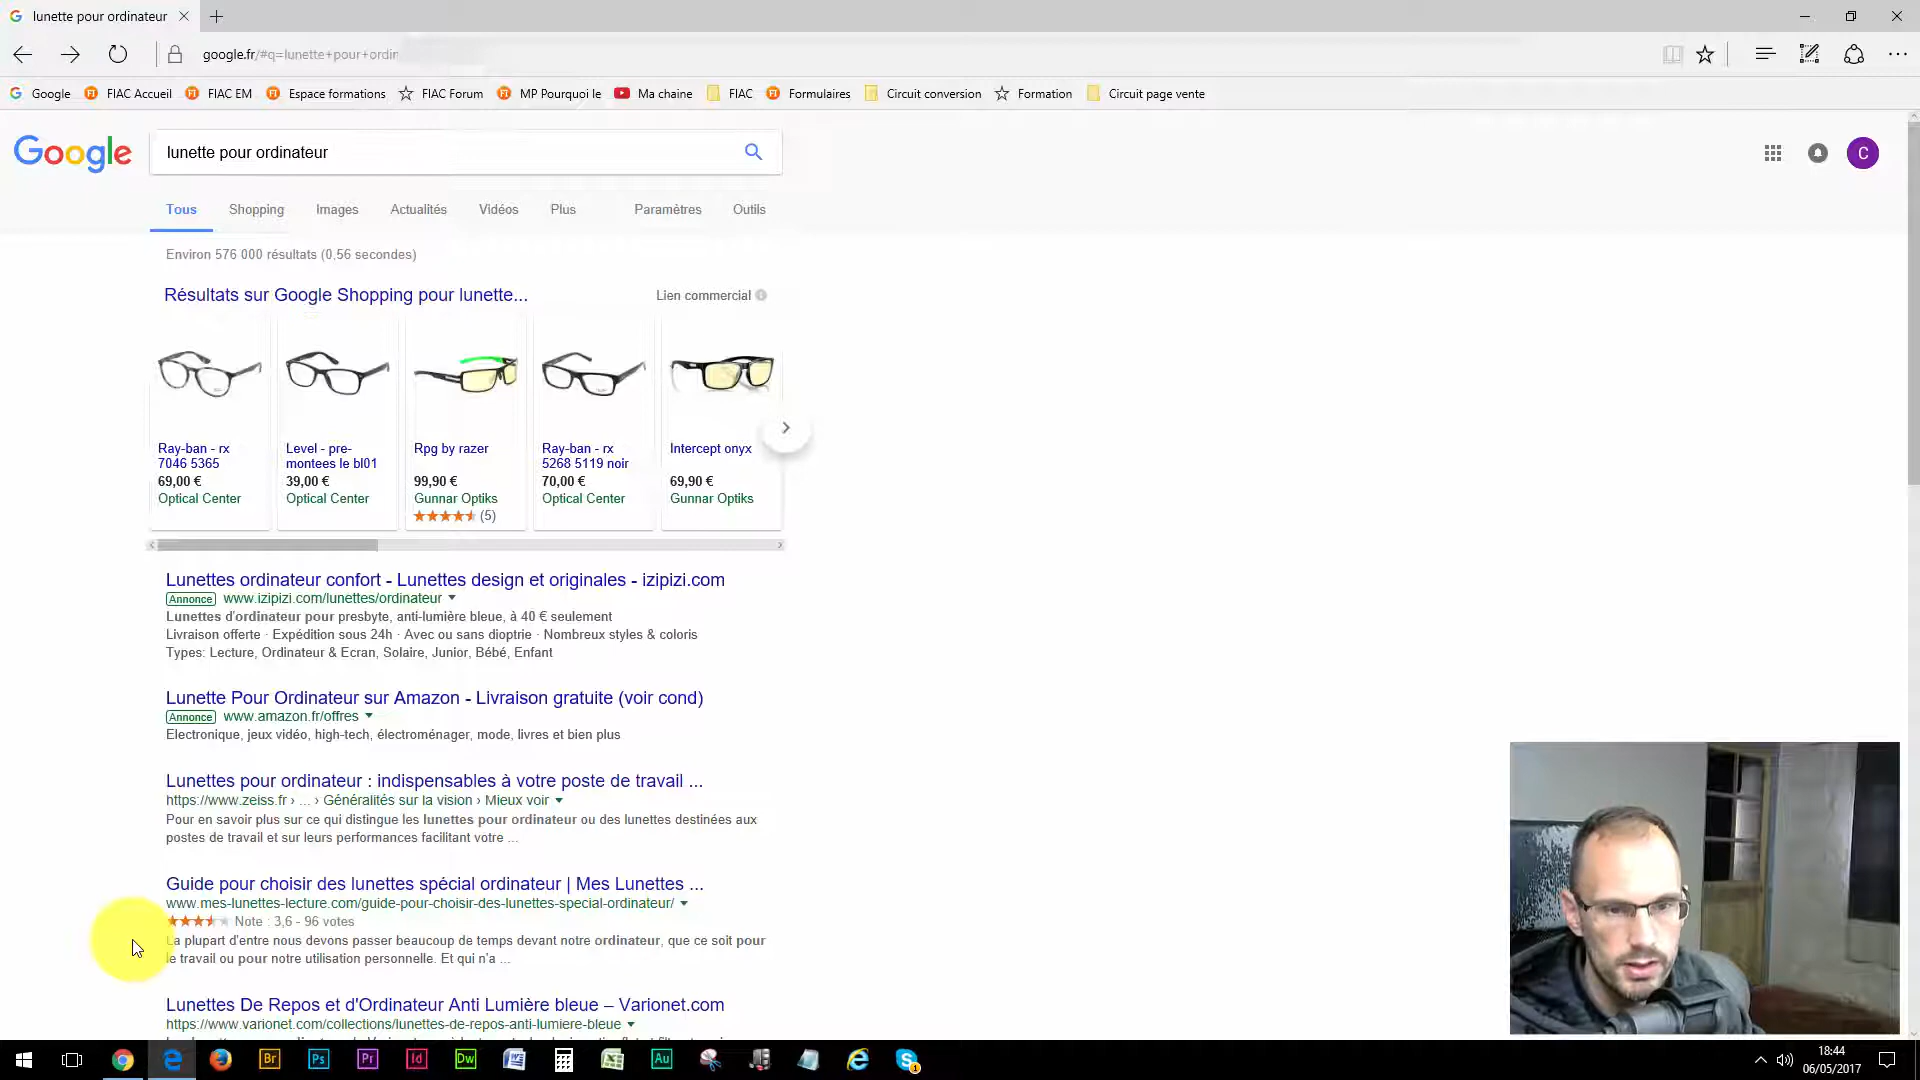 lunette pour ordinateur
google.fr/#q=lunette+pour+ordin
Google FIAC Accueil FIAC EM Espace formations FIAC Forum MP Pourquoi le Ma chaine FIAC Formulaires Circuit conversion Formation Circuit page vente
Google lunette pour ordinateur C
Tous Shopping Images Actualités Vidéos Plus Paramètres Outils
Environ 576 000 résultats (0,56 secondes)
Résultats sur Google Shopping pour lunette... Lien commercial
Ray-ban - rx
7046 5365
69,00 €
Optical Center
Level - pre-
montees le bl01
39,00 €
Optical Center
Rpg by razer
99,90 €
Gunnar Optiks
(5)
Ray-ban - rx
5268 5119 noir
70,00 €
Optical Center
Intercept onyx
69,90 €
Gunnar Optiks
Lunettes ordinateur confort - Lunettes design et originales - izipizi.com
Annonce www.izipizi.com/lunettes/ordinateur
Lunettes d'ordinateur pour presbyte, anti-lumière bleue, à 40 € seulement
Livraison offerte · Expédition sous 24h · Avec ou sans dioptrie · Nombreux styles & coloris
Types: Lecture, Ordinateur & Ecran, Solaire, Junior, Bébé, Enfant
Lunette Pour Ordinateur sur Amazon - Livraison gratuite (voir cond)
Annonce www.amazon.fr/offres
Electronique, jeux vidéo, high-tech, électroménager, mode, livres et bien plus
Lunettes pour ordinateur : indispensables à votre poste de travail ...
https://www.zeiss.fr › ... › Généralités sur la vision › Mieux voir
Pour en savoir plus sur ce qui distingue les lunettes pour ordinateur ou des lunettes destinées aux
postes de travail et sur leurs performances facilitant votre ...
Guide pour choisir des lunettes spécial ordinateur | Mes Lunettes ...
www.mes-lunettes-lecture.com/guide-pour-choisir-des-lunettes-special-ordinateur/
Note : 3,6 - 96 votes
La plupart d'entre nous devons passer beaucoup de temps devant notre ordinateur, que ce soit pour
le travail ou pour notre utilisation personnelle. Et qui n'a ...
Lunettes De Repos et d'Ordinateur Anti Lumière bleue – Varionet.com
https://www.varionet.com/collections/lunettes-de-repos-anti-lumiere-bleue
Br Ps Pr Id Dw Au 1
18:44
06/05/2017